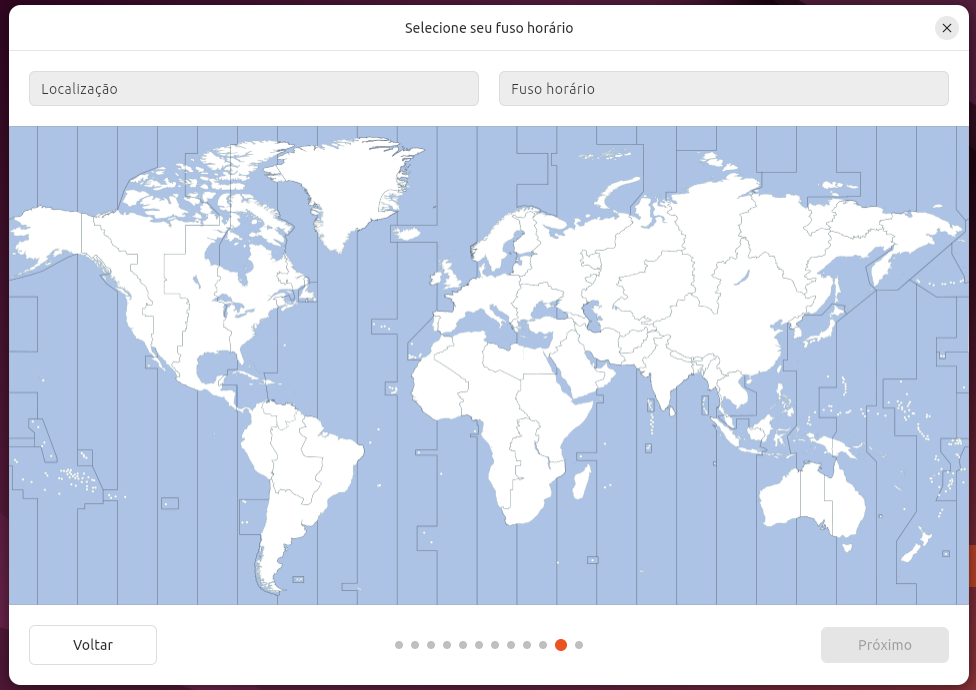 Selecione seu fuso horário
Localização
Fuso horário
Voltar
Próximo